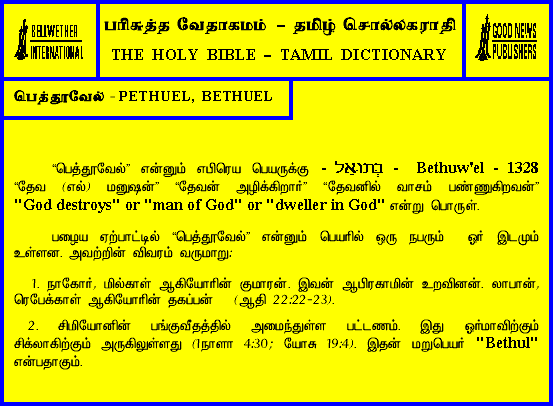 BELLWETHER
INTERNATIONAL
பரிசுத்த வேதாகமம் – தமிழ் சொல்லகராதி
THE HOLY BIBLE – TAMIL DICTIONARY
GOOD NEWS
PUBLISHERS
பெத்தூவேல் - PETHUEL, BETHUEL
“பெத்தூவேல்” என்னும் எபிரெய பெயருக்கு - בְּתוּאֵל - Bethuw'el - 1328
“தேவ (எல்) மனுஷன்” “தேவன் அழிக்கிறார்” “தேவனில் வாசம் பண்ணுகிறவன்”
"God destroys" or "man of God" or "dweller in God" என்று பொருள்.
பழைய ஏற்பாட்டில் “பெத்தூவேல்” என்னும் பெயரில் ஒரு நபரும் ஓர் இடமும்
உள்ளன. அவற்றின் விவரம் வருமாறு:
1. நாகோர், மில்காள் ஆகியோரின் குமாரன். இவன் ஆபிரகாமின் உறவினன். லாபான்,
ரெபேக்காள் ஆகியோரின் தகப்பன் (ஆதி 22:22-23).
2. சிமியோனின் பங்குவீதத்தில் அமைந்துள்ள பட்டணம். இது ஓர்மாவிற்கும்
சிக்லாகிற்கும் அருகிலுள்ளது (1நாளா 4:30; யோசு 19:4). இதன் மறுபெயர் "Bethul"
என்பதாகும்.